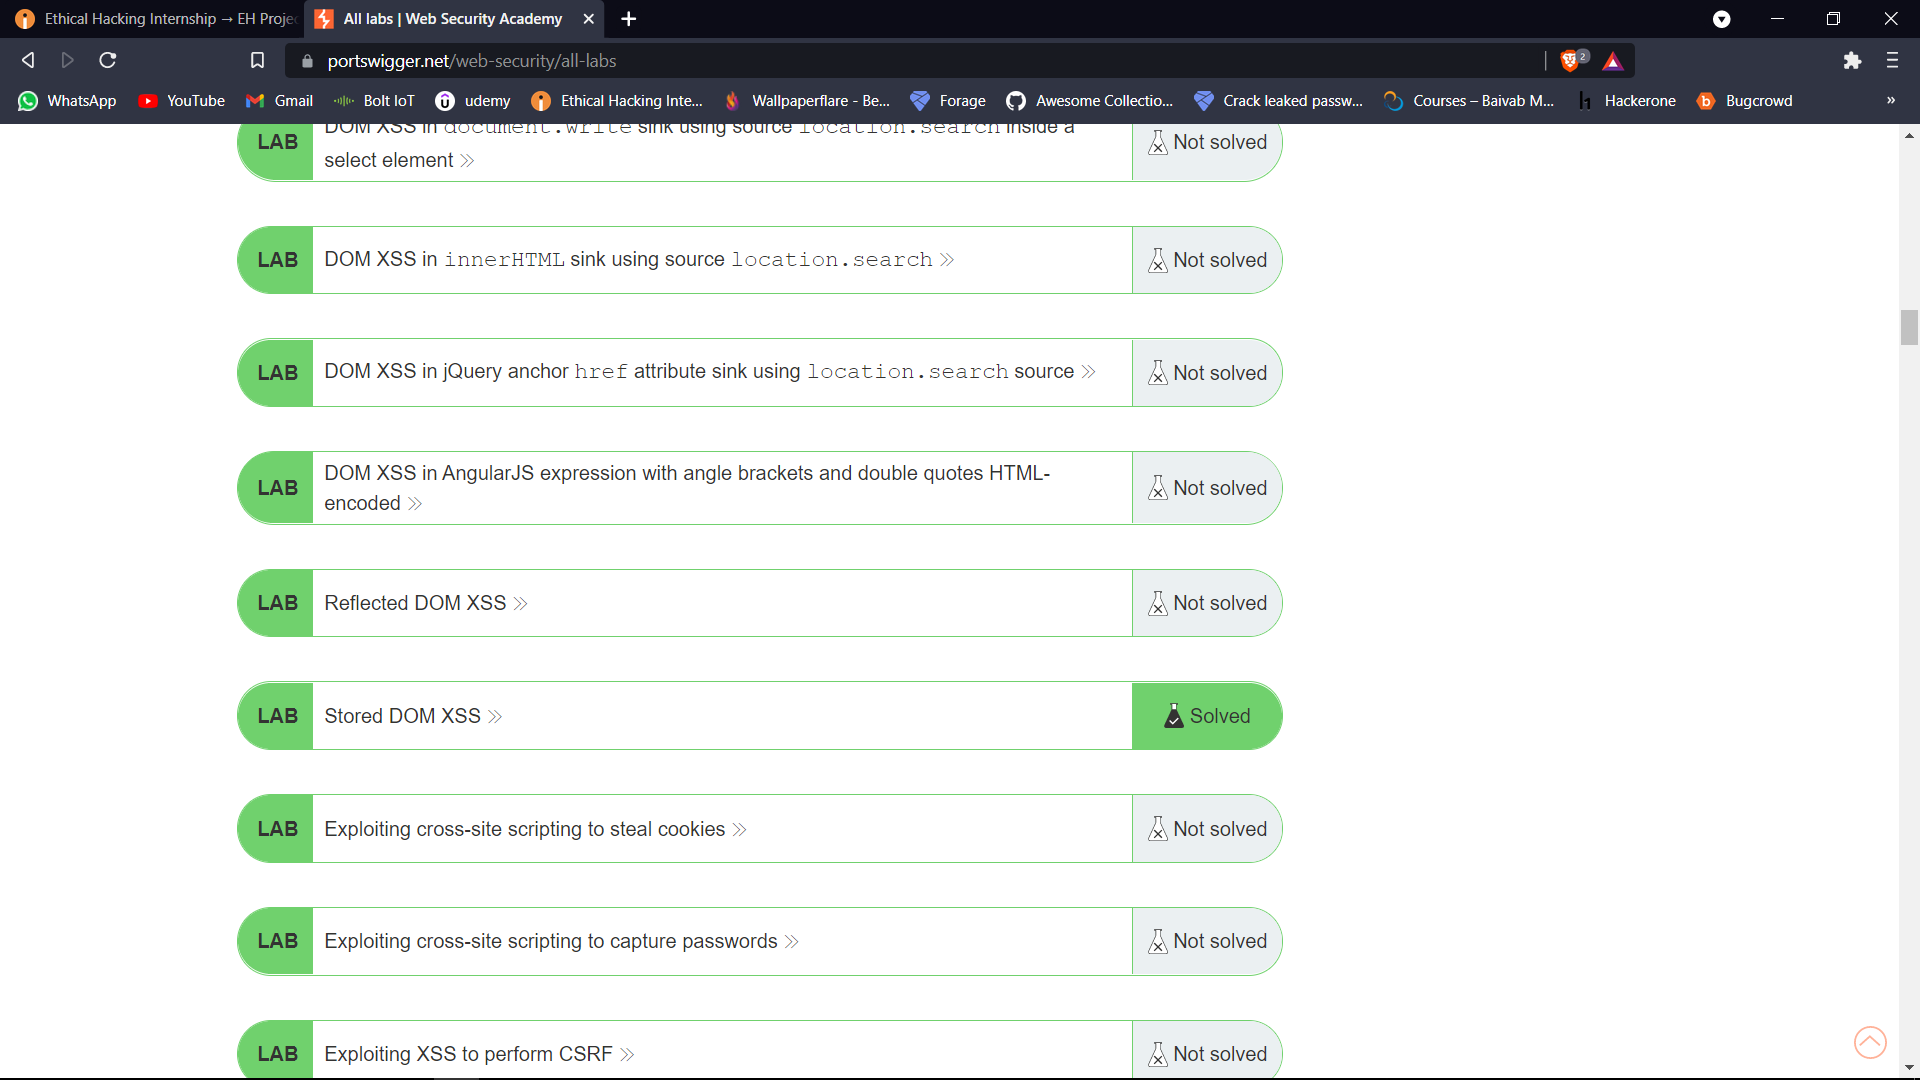 Ethical Hacking Internship → EH Proje
All labs | Web Security Academy
portswigger.net/web-security/all-labs
2
WhatsApp YouTube Gmail Bolt IoT udemy Ethical Hacking Inte... Wallpaperflare - Be... Forage Awesome Collectio... Crack leaked passw... Courses – Baivab M... Hackerone Bugcrowd »
LAB DOM XSS in document.write sink using source location.search inside a
select element Not solved
LAB DOM XSS in innerHTML sink using source location.search Not solved
LAB DOM XSS in jQuery anchor href attribute sink using location.search source Not solved
LAB DOM XSS in AngularJS expression with angle brackets and double quotes HTML-
encoded Not solved
LAB Reflected DOM XSS Not solved
LAB Stored DOM XSS Solved
LAB Exploiting cross-site scripting to steal cookies Not solved
LAB Exploiting cross-site scripting to capture passwords Not solved
LAB Exploiting XSS to perform CSRF Not solved